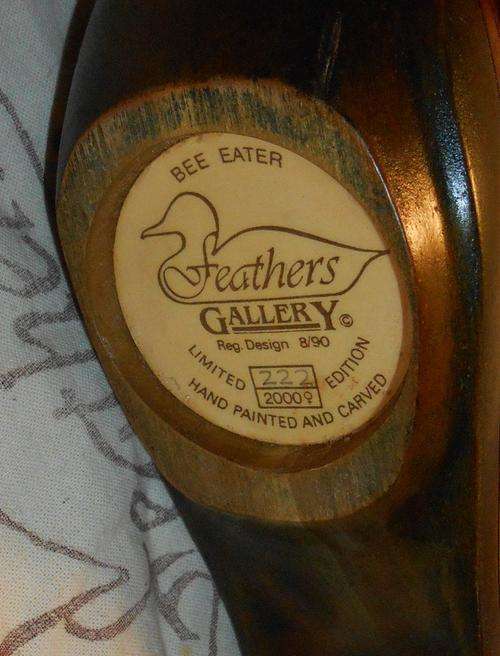 BEE EATER
Feathers
GALLERY ©
Reg. Design 8/90
LIMITED 222 EDITION
2000♀
HAND PAINTED AND CARVED